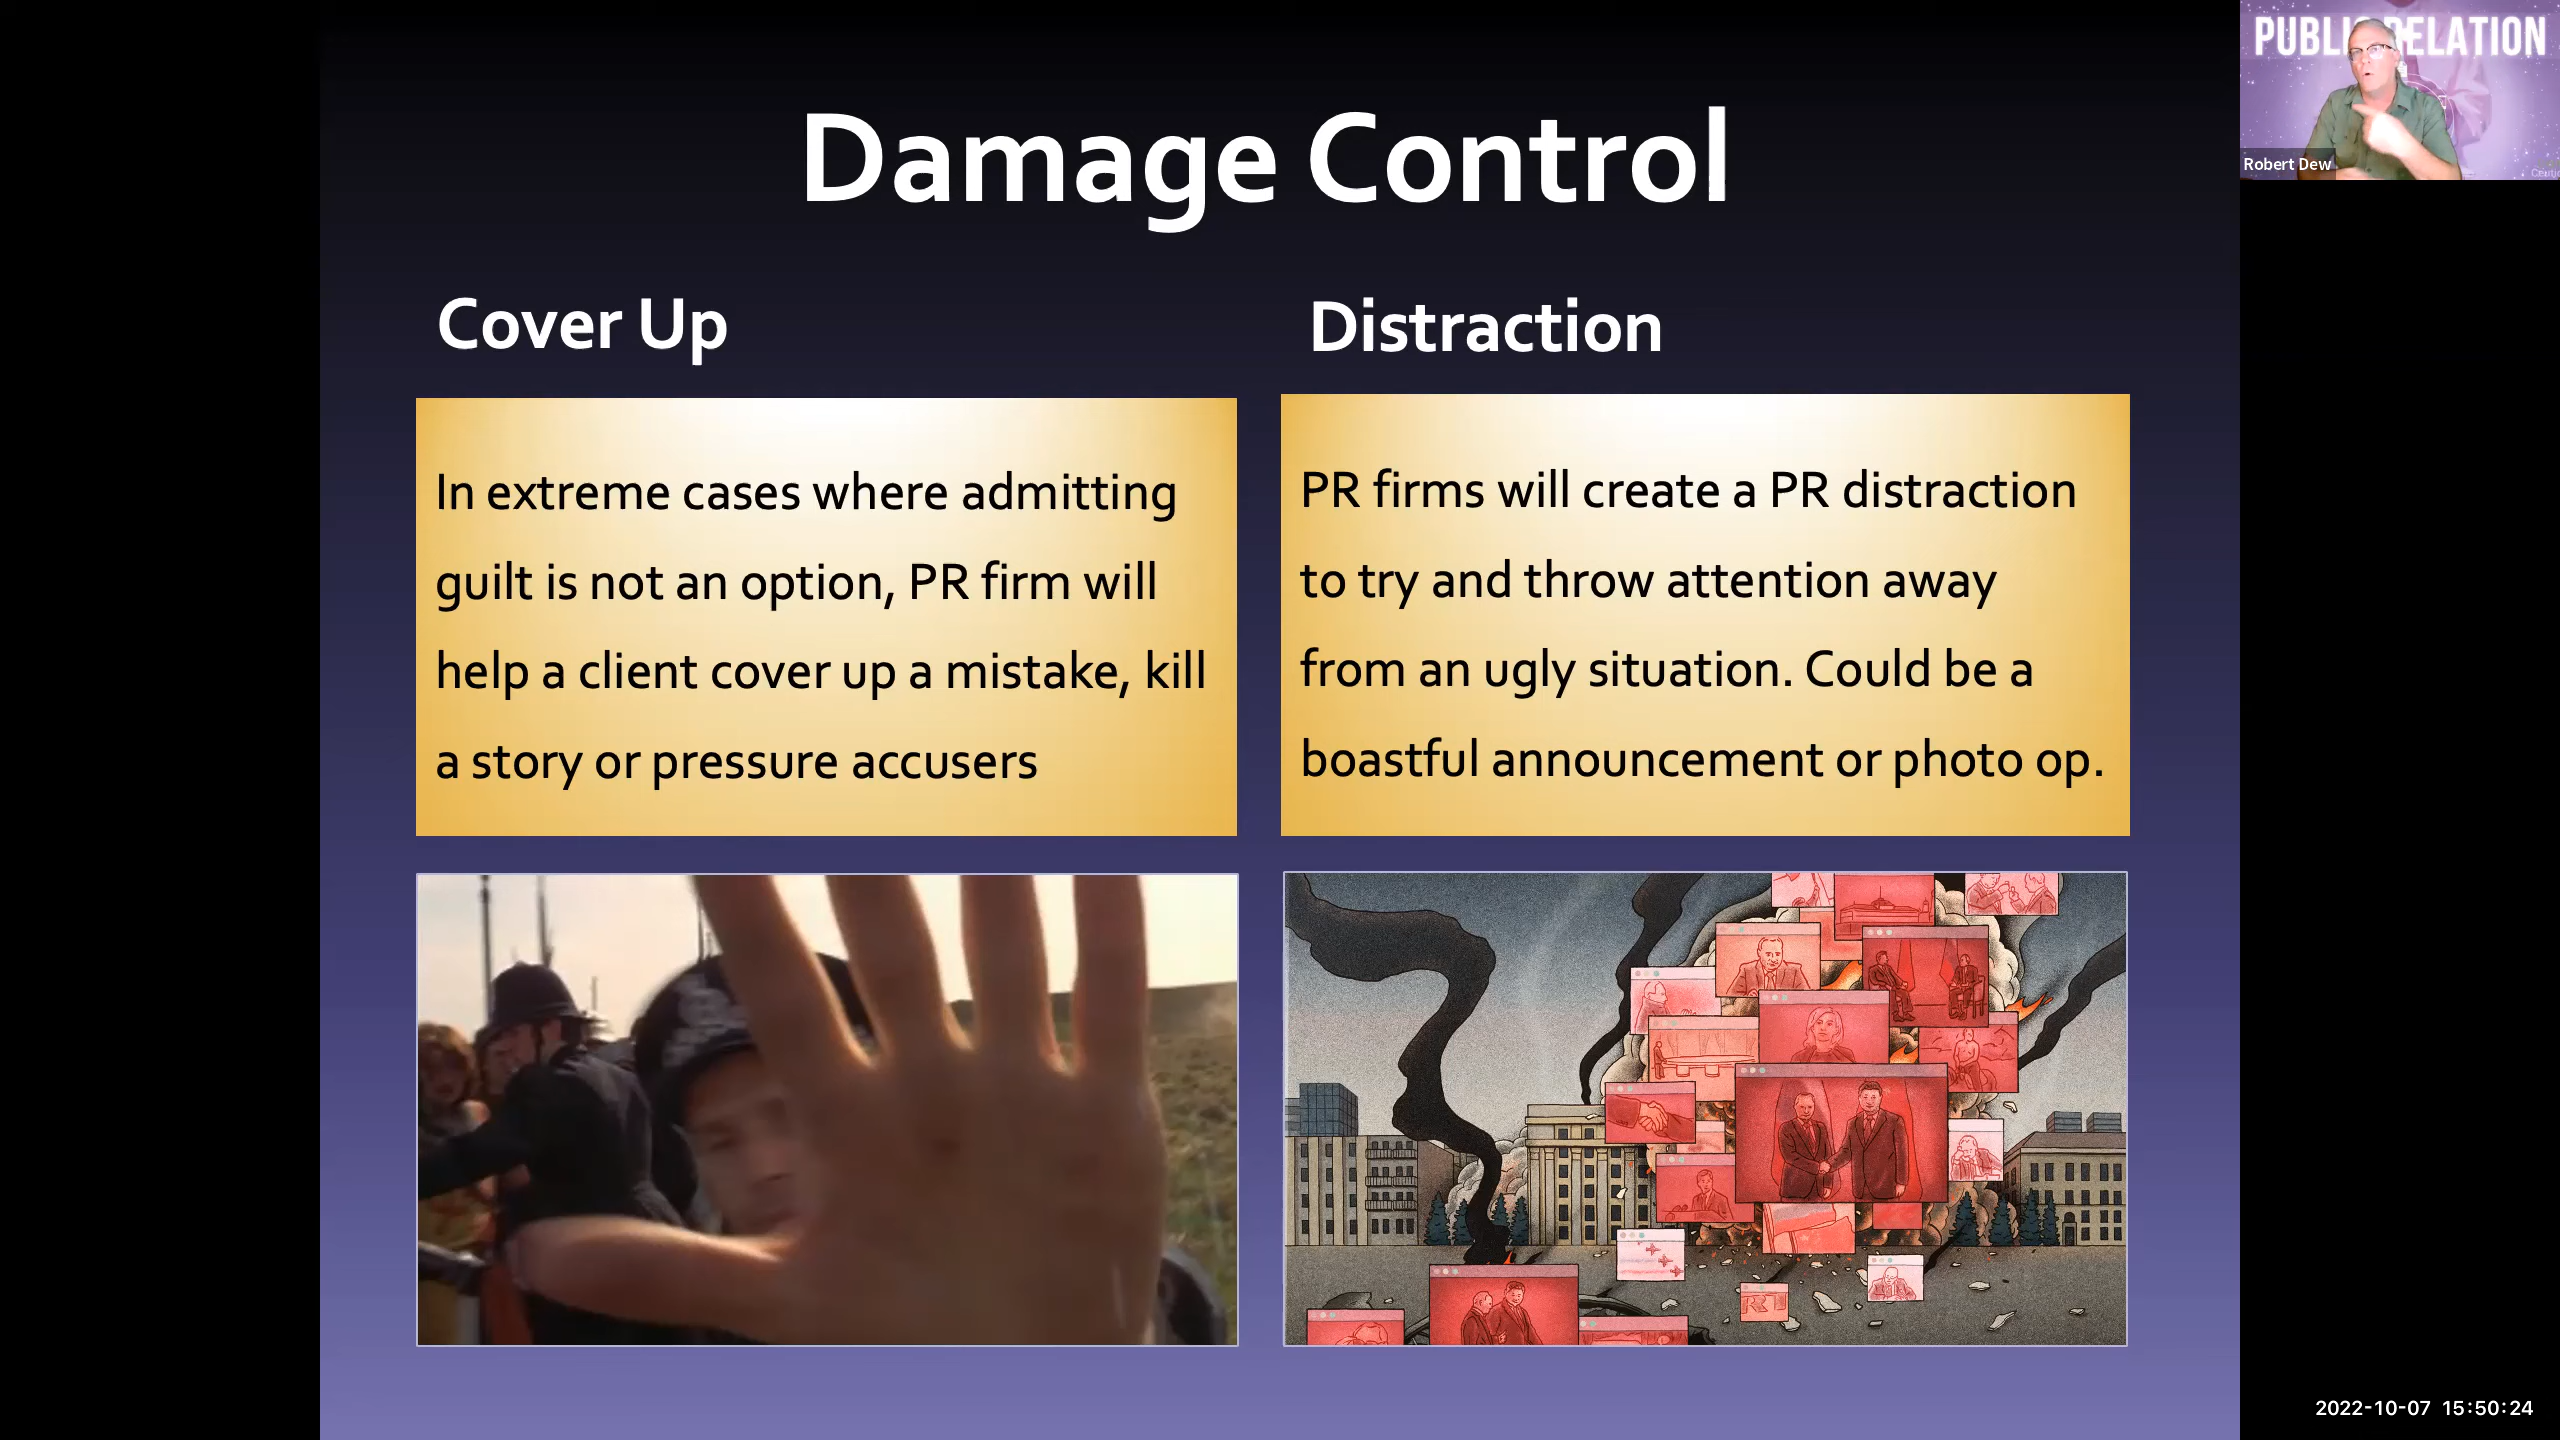 PUBLIC RELATION
Robert Dew
Damage Control
Cover Up
In extreme cases where admitting
guilt is not an option, PR firm will
help a client cover up a mistake, kill
a story or pressure accusers
Distraction
PR firms will create a PR distraction
to try and throw attention away
from an ugly situation. Could be a
boastful announcement or photo op.
RT
2022-10-07 15:50:24